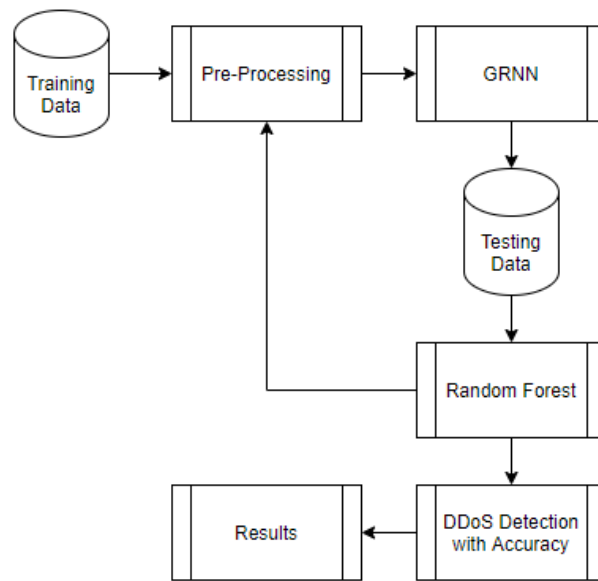 Training
Data
Pre-Processing
GRNN
Testing
Data
Random Forest
DDoS Detection
with Accuracy
Results